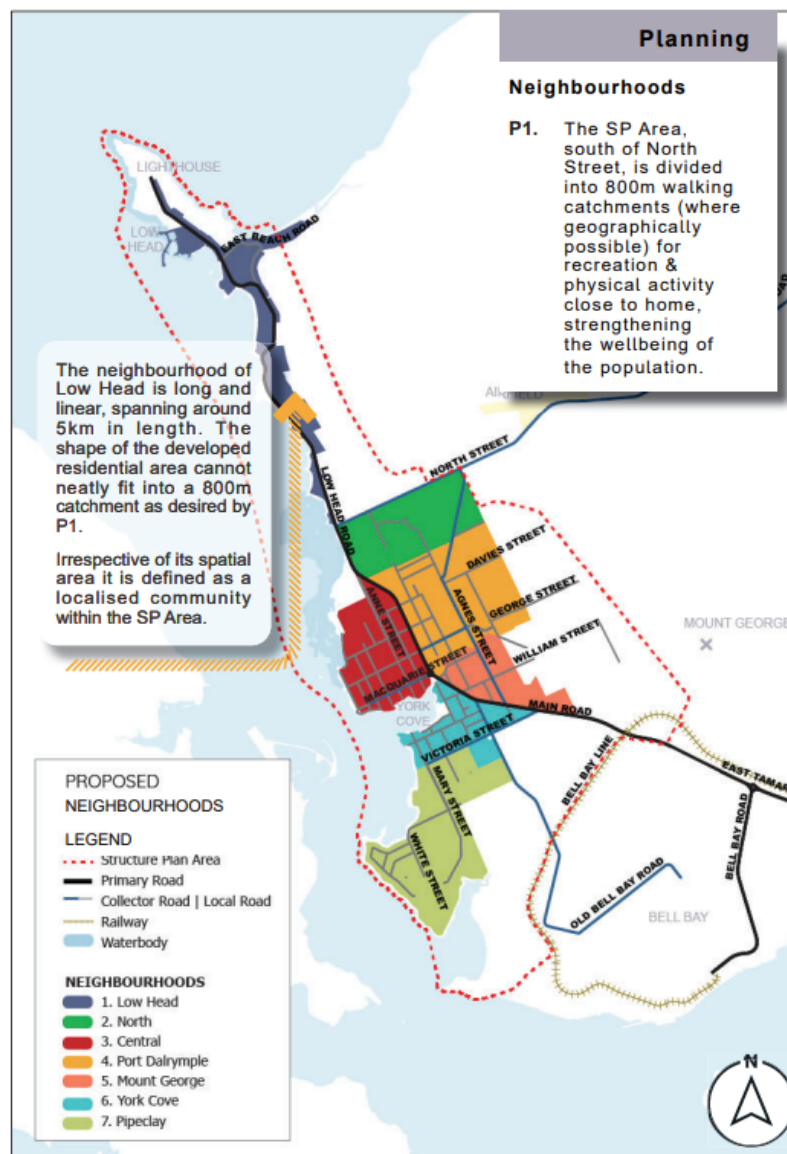 Planning
Neighbourhoods
P1. The SP Area,
south of North
Street, is divided
into 800m walking
catchments (where
geographically
possible) for
recreation &
physical activity
close to home,
strengthening
the wellbeing of
the population.
LIGHTHOUSE
LOW
HEAD
EAST BEACH ROAD
The neighbourhood of
Low Head is long and
linear, spanning around
5km in length. The
shape of the developed
residential area cannot
neatly fit into a 800m
catchment as desired by
P1.
Irrespective of its spatial
area it is defined as a
localised community
within the SP Area.
AIRFIELD
NORTH STREET
LOW HEAD ROAD
DAVIES STREET
GEORGE STREET
ANNE STREET
AGNES STREET
WILLIAM STREET
MOUNT GEORGE
MACQUARIE STREET
YORK
COVE
MAIN ROAD
VICTORIA STREET
BELL BAY LINE
MARY STREET
EAST TAMAR
WHITE STREET
BELL BAY ROAD
OLD BELL BAY ROAD
BELL BAY
PROPOSED
NEIGHBOURHOODS
LEGEND
Structure Plan Area
Primary Road
Collector Road | Local Road
Railway
Waterbody
NEIGHBOURHOODS
1. Low Head
2. North
3. Central
4. Port Dalrymple
5. Mount George
6. York Cove
7. Pipeclay
N